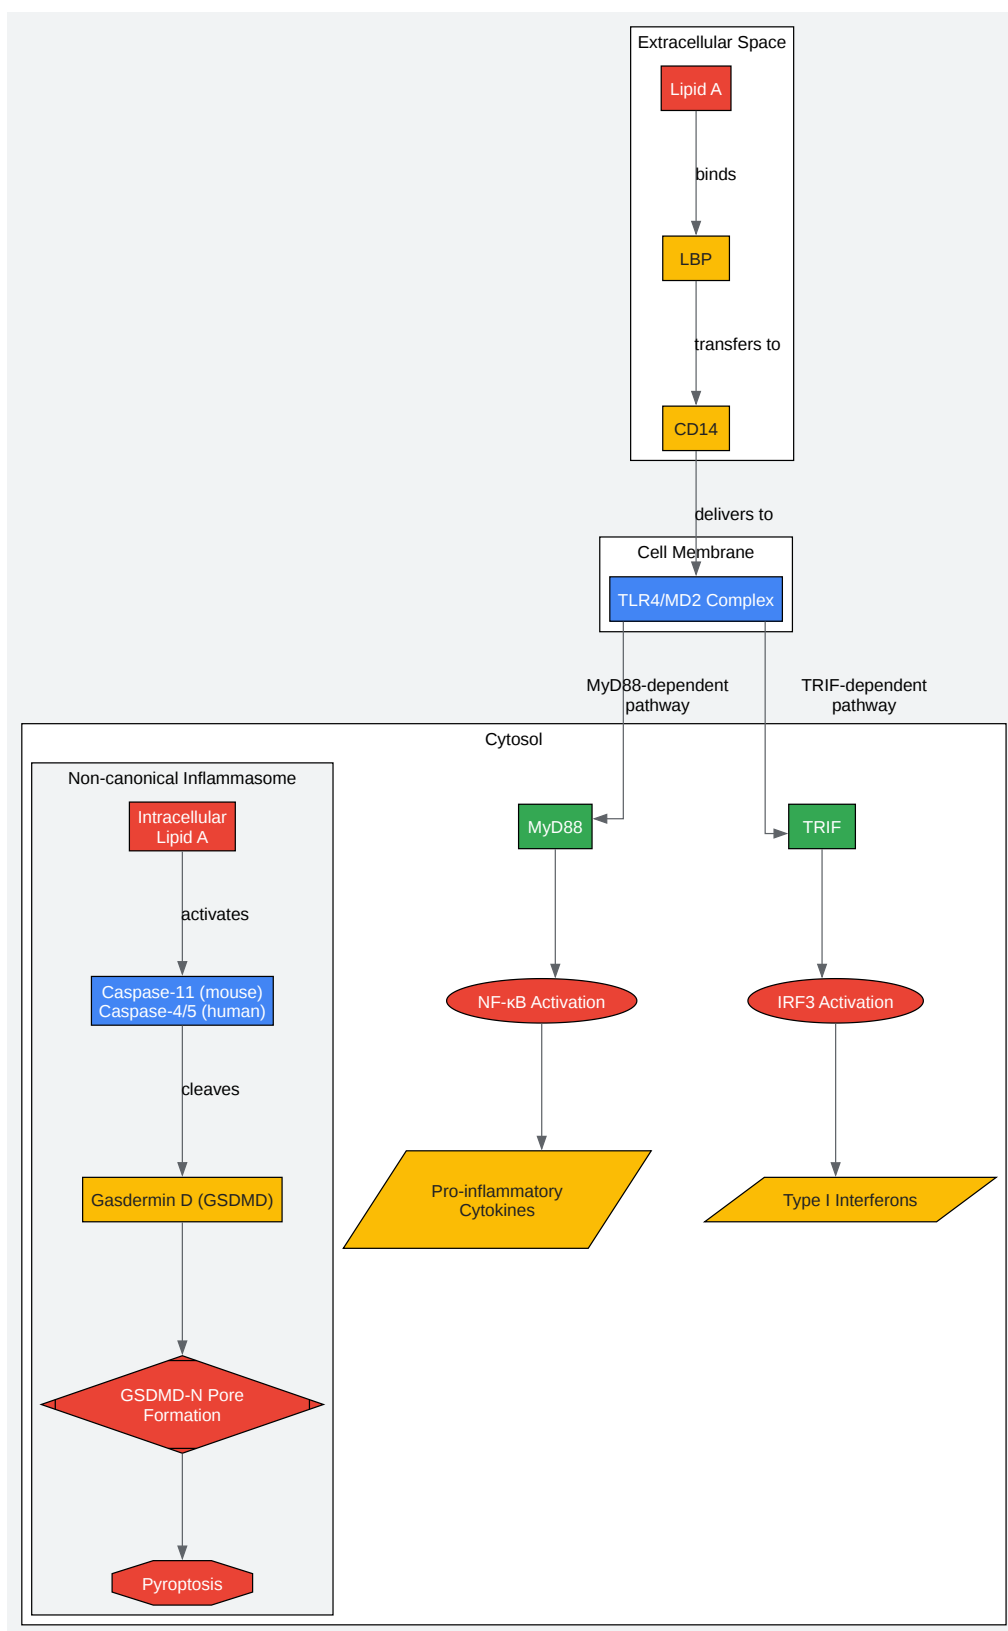 Extracellular Space
Lipid A
binds
LBP
transfers to
CD14
delivers to
Cell Membrane
TLR4/MD2 Complex
MyD88-dependent
pathway
TRIF-dependent
pathway
Cytosol
Non-canonical Inflammasome
Intracellular
Lipid A
activates
Caspase-11 (mouse)
Caspase-4/5 (human)
cleaves
Gasdermin D (GSDMD)
GSDMD-N Pore
Formation
Pyroptosis
MyD88
NF-κB Activation
Pro-inflammatory
Cytokines
TRIF
IRF3 Activation
Type I Interferons